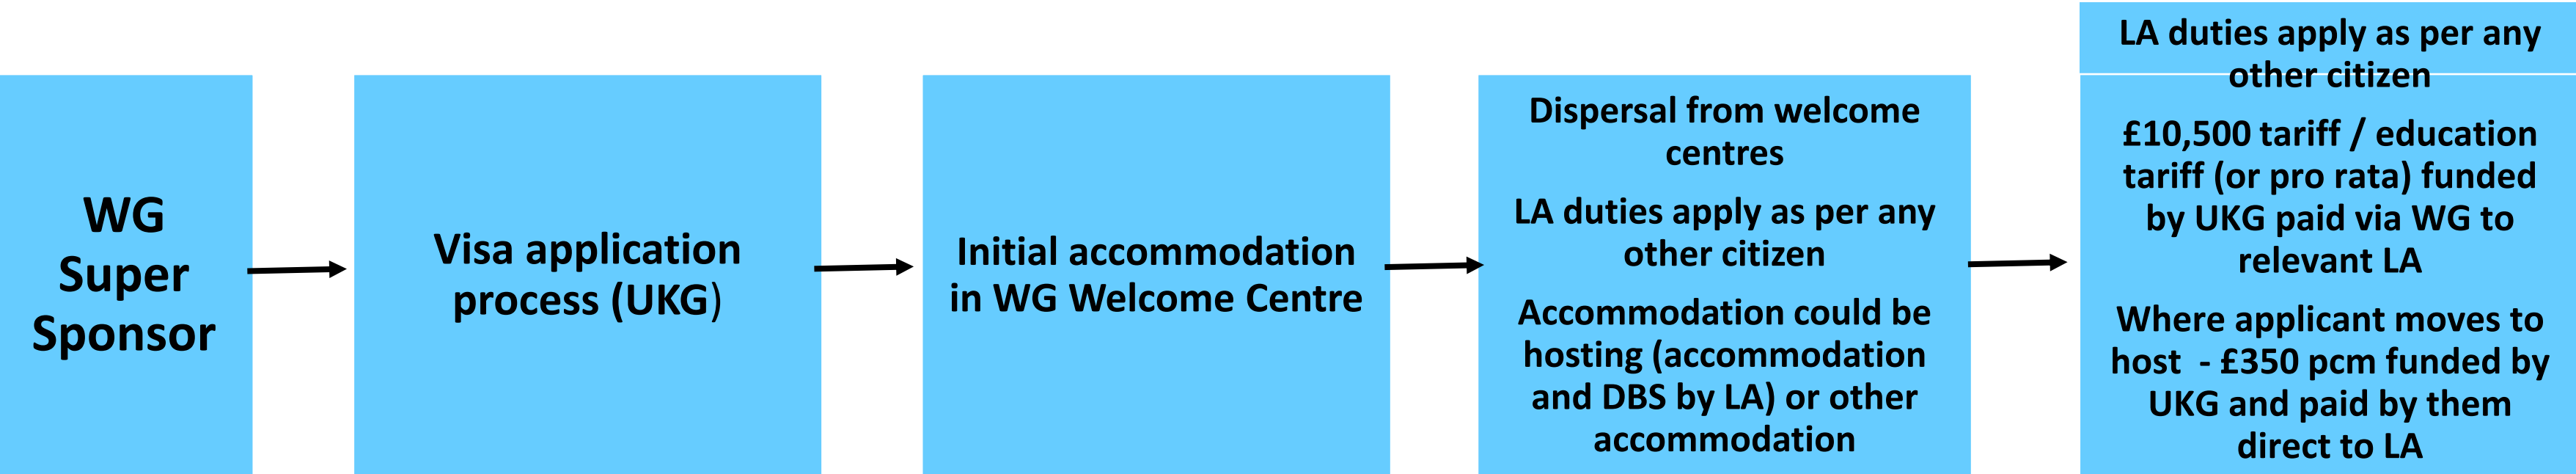 WG
Super
Sponsor
Visa application
process (UKG)
Initial accommodation
in WG Welcome Centre
Dispersal from welcome
centres
LA duties apply as per any
other citizen
Accommodation could be
hosting (accommodation
and DBS by LA) or other
accommodation
LA duties apply as per any
other citizen
£10,500 tariff / education
tariff (or pro rata) funded
by UKG paid via WG to
relevant LA
Where applicant moves to
host  - £350 pcm funded by
UKG and paid by them
direct to LA